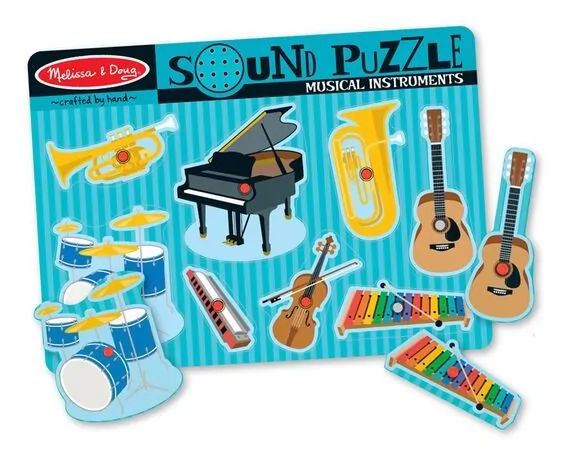 Melissa & Doug®
~crafted by hand~
SOUND PUZZLE
MUSICAL INSTRUMENTS